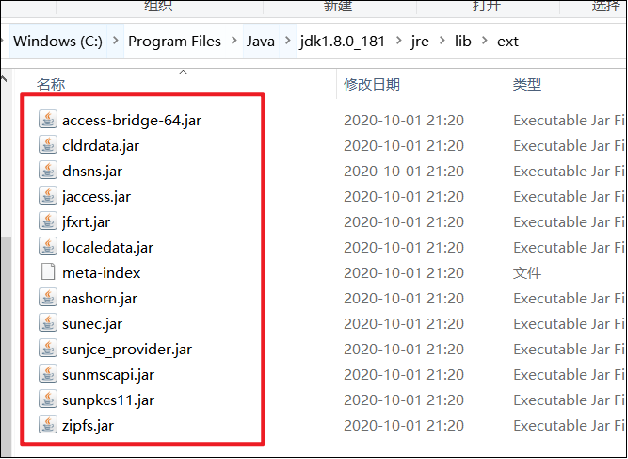 组织 新建 打开 选择
Windows (C:) Program Files Java jdk1.8.0_181 jre lib ext
名称 修改日期 类型
access-bridge-64.jar 2020-10-01 21:20 Executable Jar Fi
cldrdata.jar 2020-10-01 21:20 Executable Jar Fi
dnsns.jar 2020-10-01 21:20 Executable Jar Fi
jaccess.jar 2020-10-01 21:20 Executable Jar Fi
jfxrt.jar 2020-10-01 21:20 Executable Jar Fi
localedata.jar 2020-10-01 21:20 Executable Jar Fi
meta-index 2020-10-01 21:20 文件
nashorn.jar 2020-10-01 21:20 Executable Jar Fi
sunec.jar 2020-10-01 21:20 Executable Jar Fi
sunjce_provider.jar 2020-10-01 21:20 Executable Jar Fi
sunmscapi.jar 2020-10-01 21:20 Executable Jar Fi
sunpkcs11.jar 2020-10-01 21:20 Executable Jar Fi
zipfs.jar 2020-10-01 21:20 Executable Jar Fi